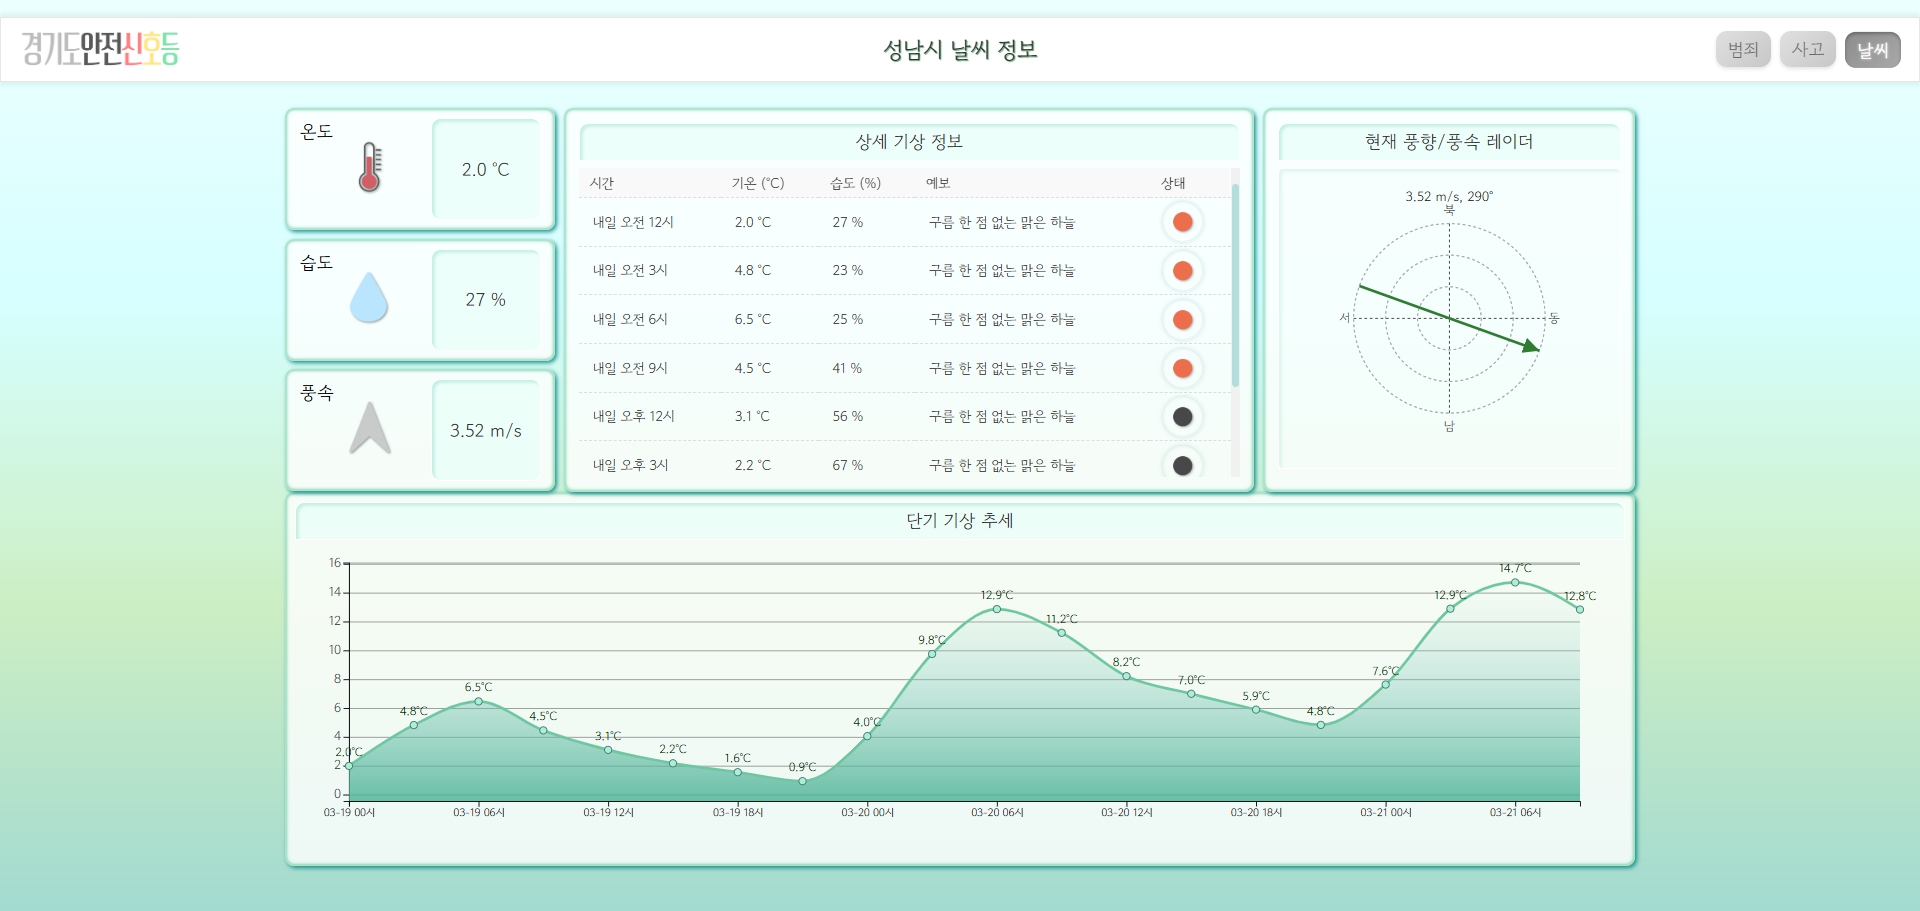 경기도안전신호등
성남시 날씨 정보
범죄 사고 날씨
온도
2.0 °C
습도
27 %
풍속
3.52 m/s
상세 기상 정보
시간 기온 (°C) 습도 (%) 예보 상태
내일 오전 12시 2.0 °C 27 % 구름 한 점 없는 맑은 하늘
내일 오전 3시 4.8 °C 23 % 구름 한 점 없는 맑은 하늘
내일 오전 6시 6.5 °C 25 % 구름 한 점 없는 맑은 하늘
내일 오전 9시 4.5 °C 41 % 구름 한 점 없는 맑은 하늘
내일 오후 12시 3.1 °C 56 % 구름 한 점 없는 맑은 하늘
내일 오후 3시 2.2 °C 67 % 구름 한 점 없는 맑은 하늘
현재 풍향/풍속 레이더
3.52 m/s, 290°
북
서 동
남
단기 기상 추세
16
14
12
10
8
6
4
2
0
2.0°C 4.8°C 6.5°C 4.5°C 3.1°C 2.2°C 1.6°C 0.9°C 4.0°C 9.8°C 12.9°C 11.2°C 8.2°C 7.0°C 5.9°C 4.8°C 7.6°C 12.9°C 14.7°C 12.8°C
03-19 00시 03-19 06시 03-19 12시 03-19 18시 03-20 00시 03-20 06시 03-20 12시 03-20 18시 03-21 00시 03-21 06시